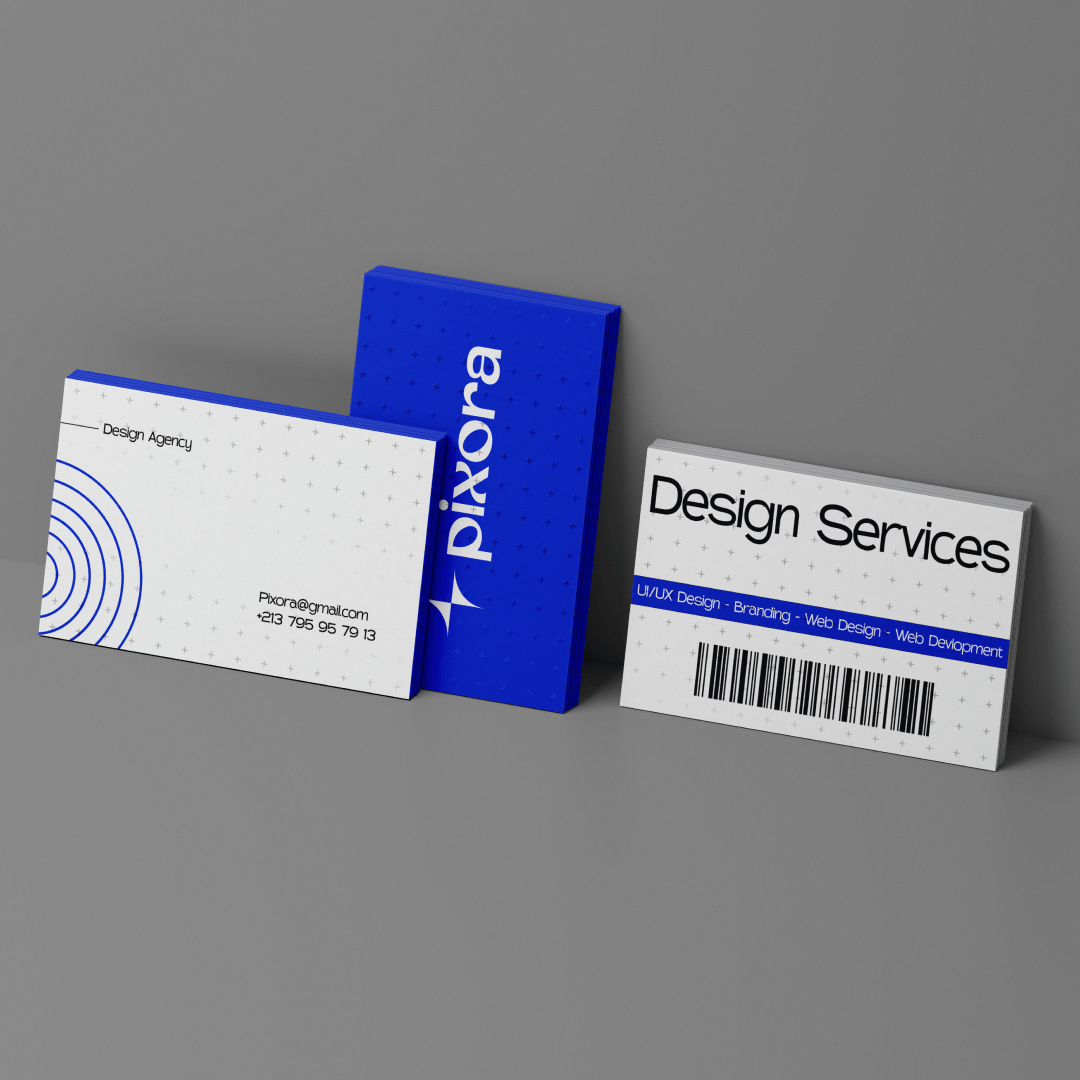 Design Agency
Pixora@gmail.com
+213 795 95 79 13
pixora
Design Services
UI/UX Design - Branding - Web Design - Web Devlopment